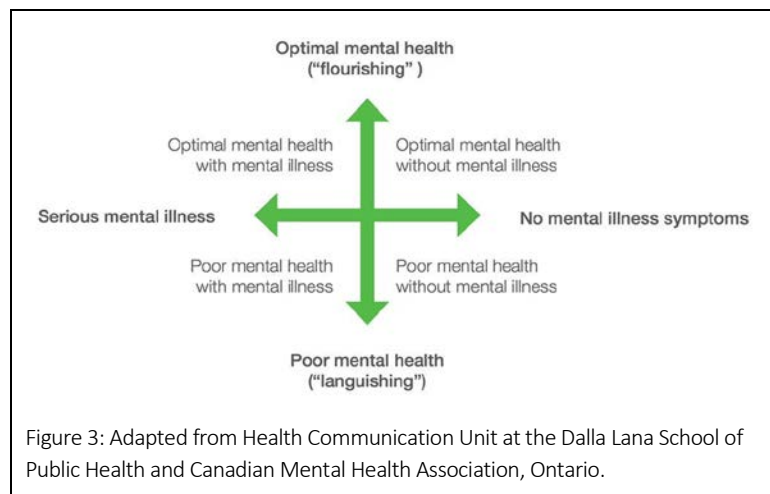 Optimal mental health
("flourishing" )
Optimal mental health
with mental illness
Optimal mental health
without mental illness
Serious mental illness
No mental illness symptoms
Poor mental health
with mental illness
Poor mental health
without mental illness
Poor mental health
("languishing")
Figure 3: Adapted from Health Communication Unit at the Dalla Lana School of
Public Health and Canadian Mental Health Association, Ontario.